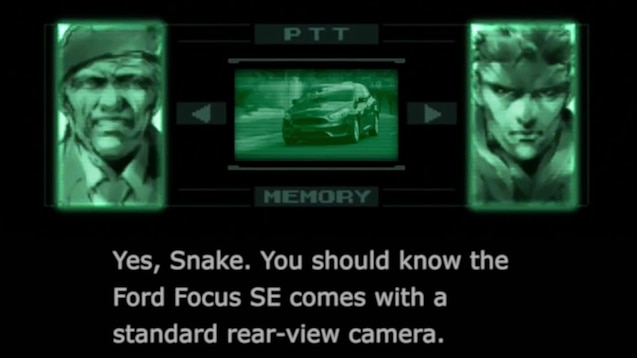 PTT
MEMORY
Yes, Snake. You should know the
Ford Focus SE comes with a
standard rear-view camera.